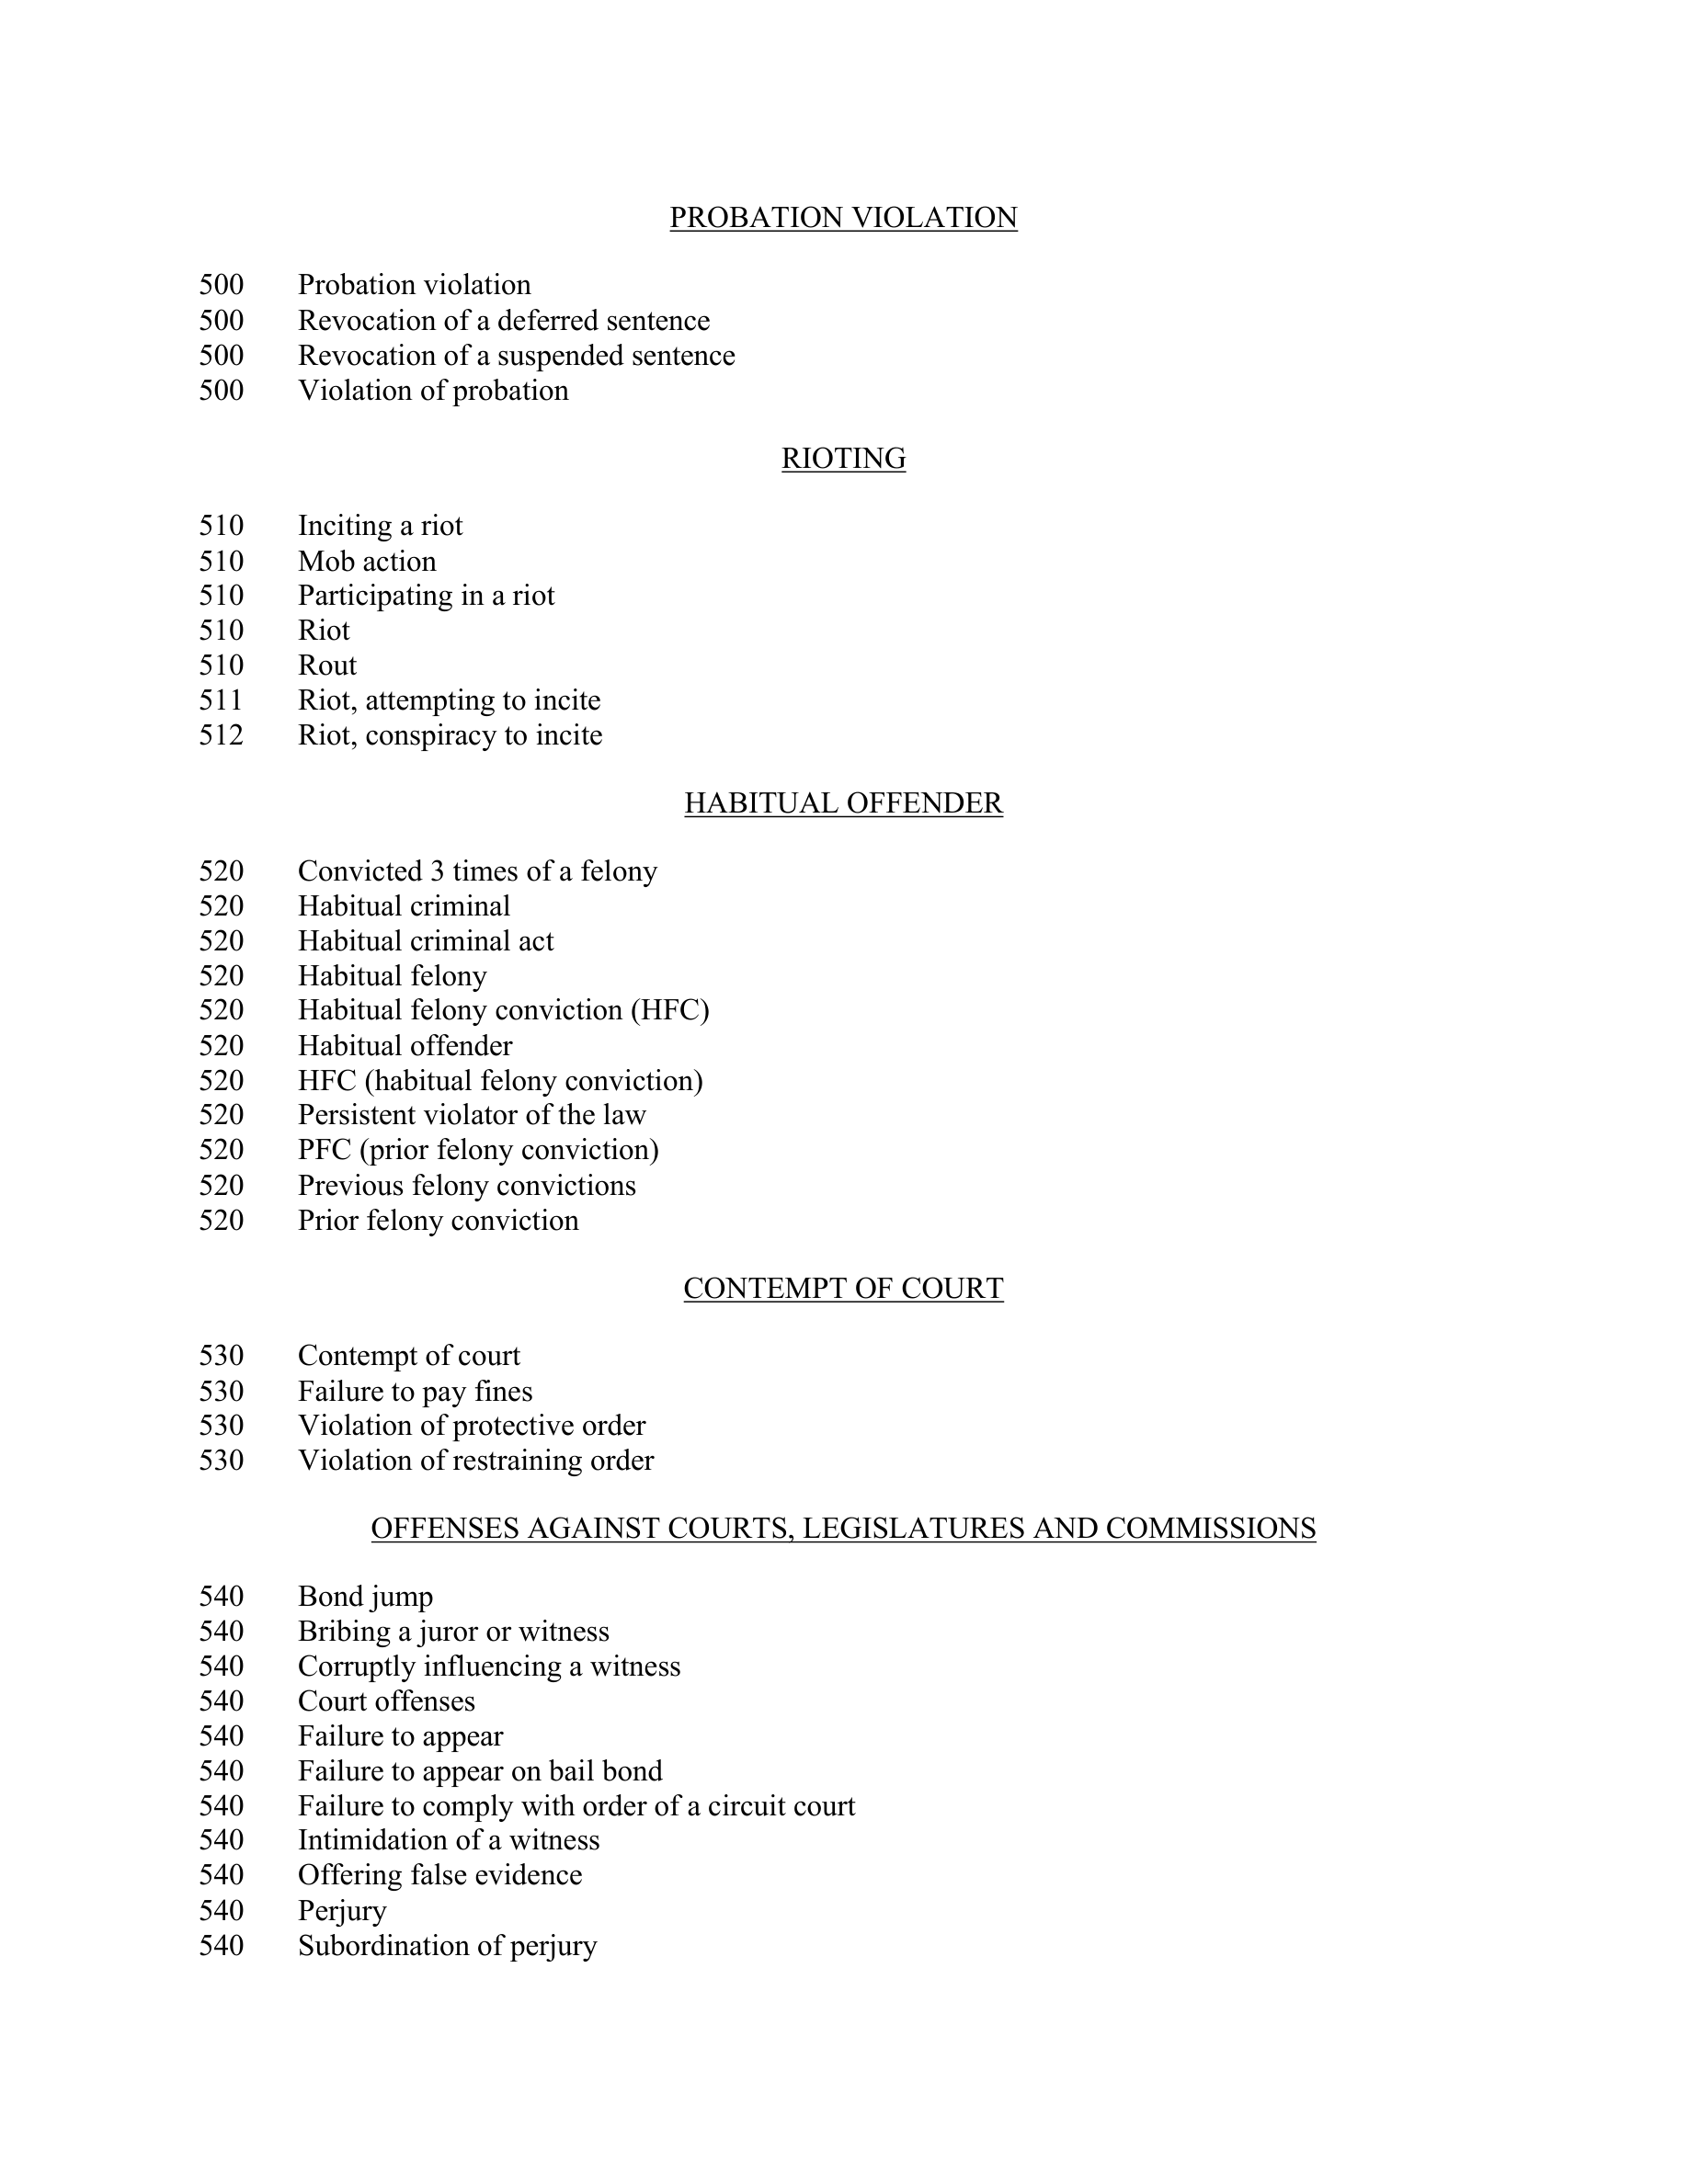 PROBATION VIOLATION
500 Probation violation
500 Revocation of a deferred sentence
500 Revocation of a suspended sentence
500 Violation of probation
RIOTING
510 Inciting a riot
510 Mob action
510 Participating in a riot
510 Riot
510 Rout
511 Riot, attempting to incite
512 Riot, conspiracy to incite
HABITUAL OFFENDER
520 Convicted 3 times of a felony
520 Habitual criminal
520 Habitual criminal act
520 Habitual felony
520 Habitual felony conviction (HFC)
520 Habitual offender
520 HFC (habitual felony conviction)
520 Persistent violator of the law
520 PFC (prior felony conviction)
520 Previous felony convictions
520 Prior felony conviction
CONTEMPT OF COURT
530 Contempt of court
530 Failure to pay fines
530 Violation of protective order
530 Violation of restraining order
OFFENSES AGAINST COURTS, LEGISLATURES AND COMMISSIONS
540 Bond jump
540 Bribing a juror or witness
540 Corruptly influencing a witness
540 Court offenses
540 Failure to appear
540 Failure to appear on bail bond
540 Failure to comply with order of a circuit court
540 Intimidation of a witness
540 Offering false evidence
540 Perjury
540 Subordination of perjury